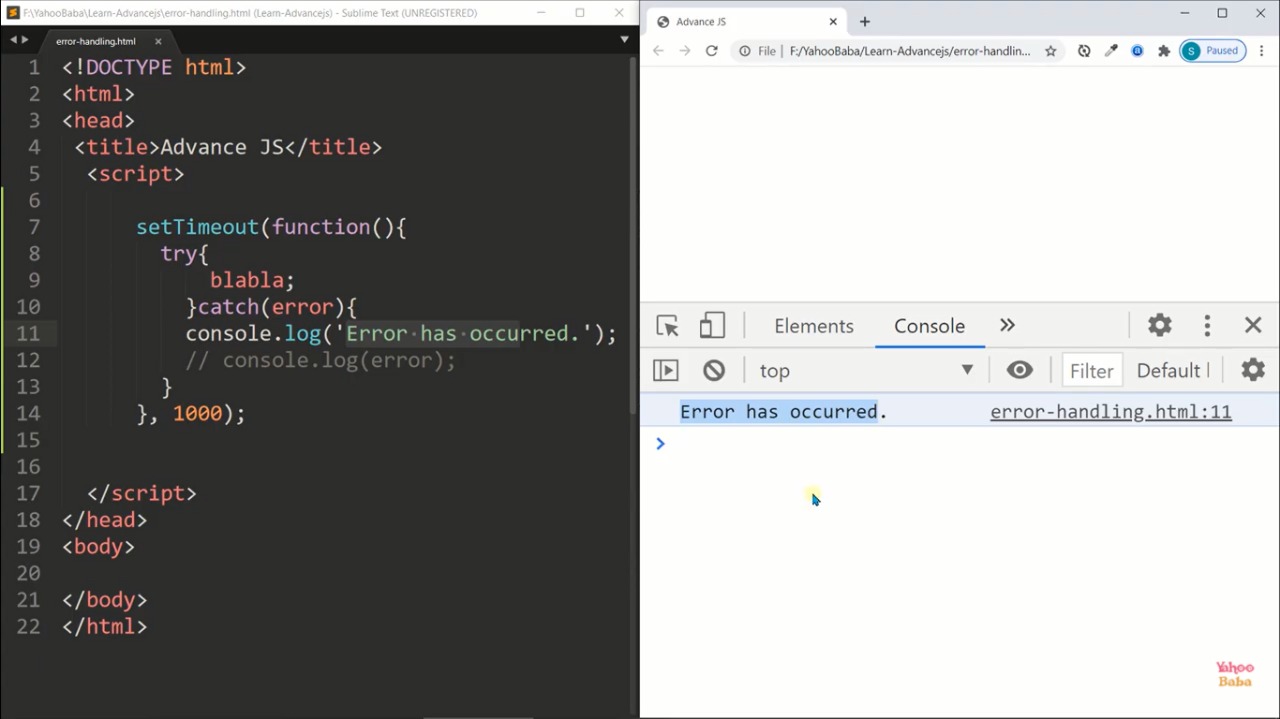 F:\YahooBaba\Learn-Advancejs\error-handling.html (Learn-Advancejs) - Sublime Text (UNREGISTERED)
error-handling.html
1 <!DOCTYPE html>
2 <html>
3 <head>
4 <title>Advance JS</title>
5 <script>
6
7 setTimeout(function(){
8 try{
9 blabla;
10 }catch(error){
11 console.log('Error has occurred.');
12 // console.log(error);
13 }
14 }, 1000);
15
16
17 </script>
18 </head>
19 <body>
20
21 </body>
22 </html>
Advance JS
File | F:/YahooBaba/Learn-Advancejs/error-handlin...
S Paused
Elements Console
top Filter Default l
Error has occurred. error-handling.html:11
Yahoo
Baba